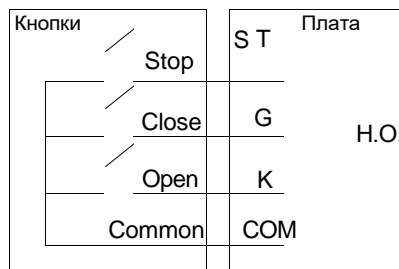 Кнопки Плата
S T
Stop
Close G
Н.О.
Open K
Common COM